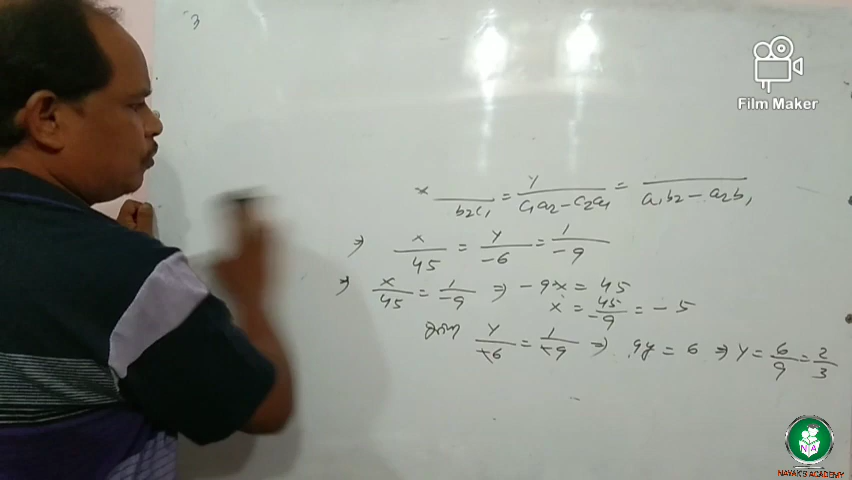 3
x/b₂c₁ = y/c₁a₂ - c₂a₁ = /a₁b₂ - a₂b₁
⇒ x/45 = y/-6 = 1/-9
⇒ x/45 = 1/-9 ⇒ -9x = 45
x = 45/-9 = -5
y/-6 = 1/-9 ⇒ 9y = 6 ⇒ y = 6/9 = 2/3
Film Maker
NA
NAYAK'S ACADEMY